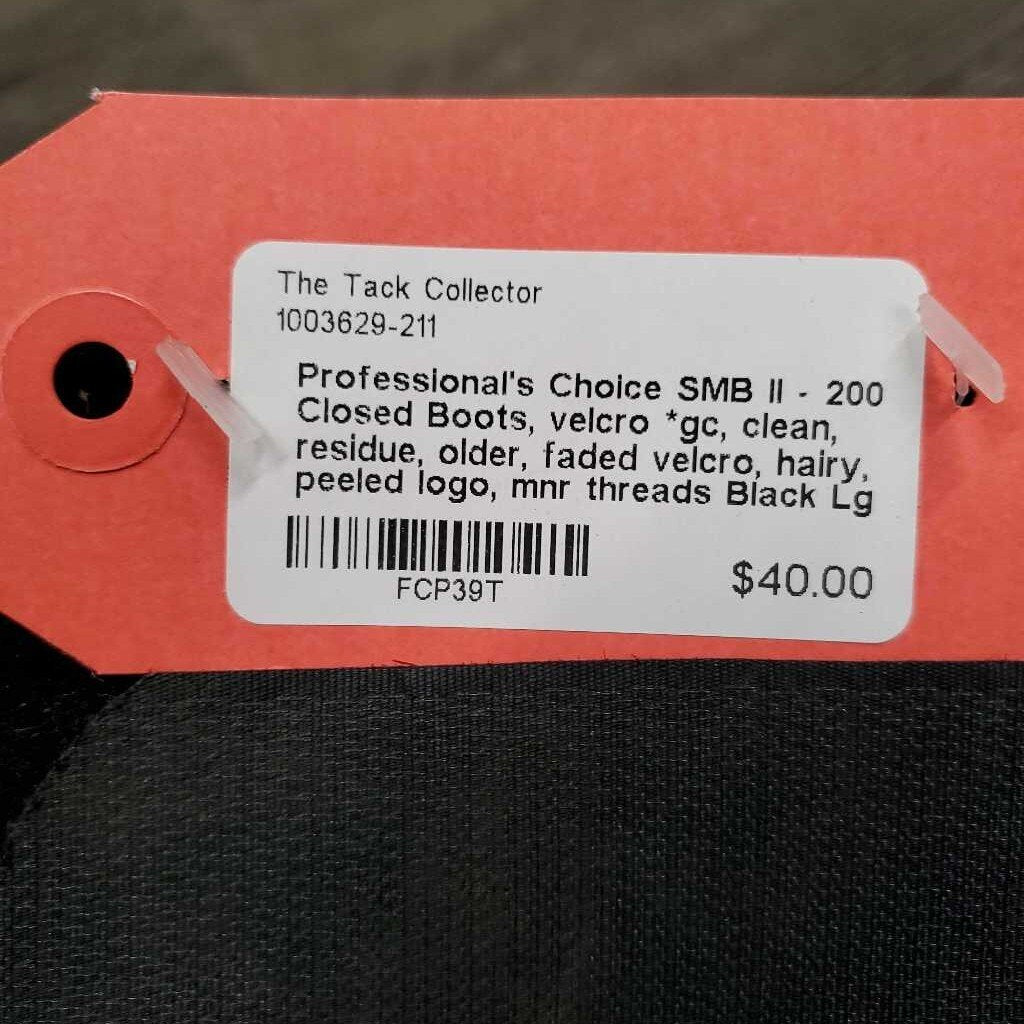 The Tack Collector
1003629-211
Professional's Choice SMB II - 200
Closed Boots, velcro *gc, clean,
residue, older, faded velcro, hairy,
peeled logo, mnr threads Black Lg
FCP39T
$40.00